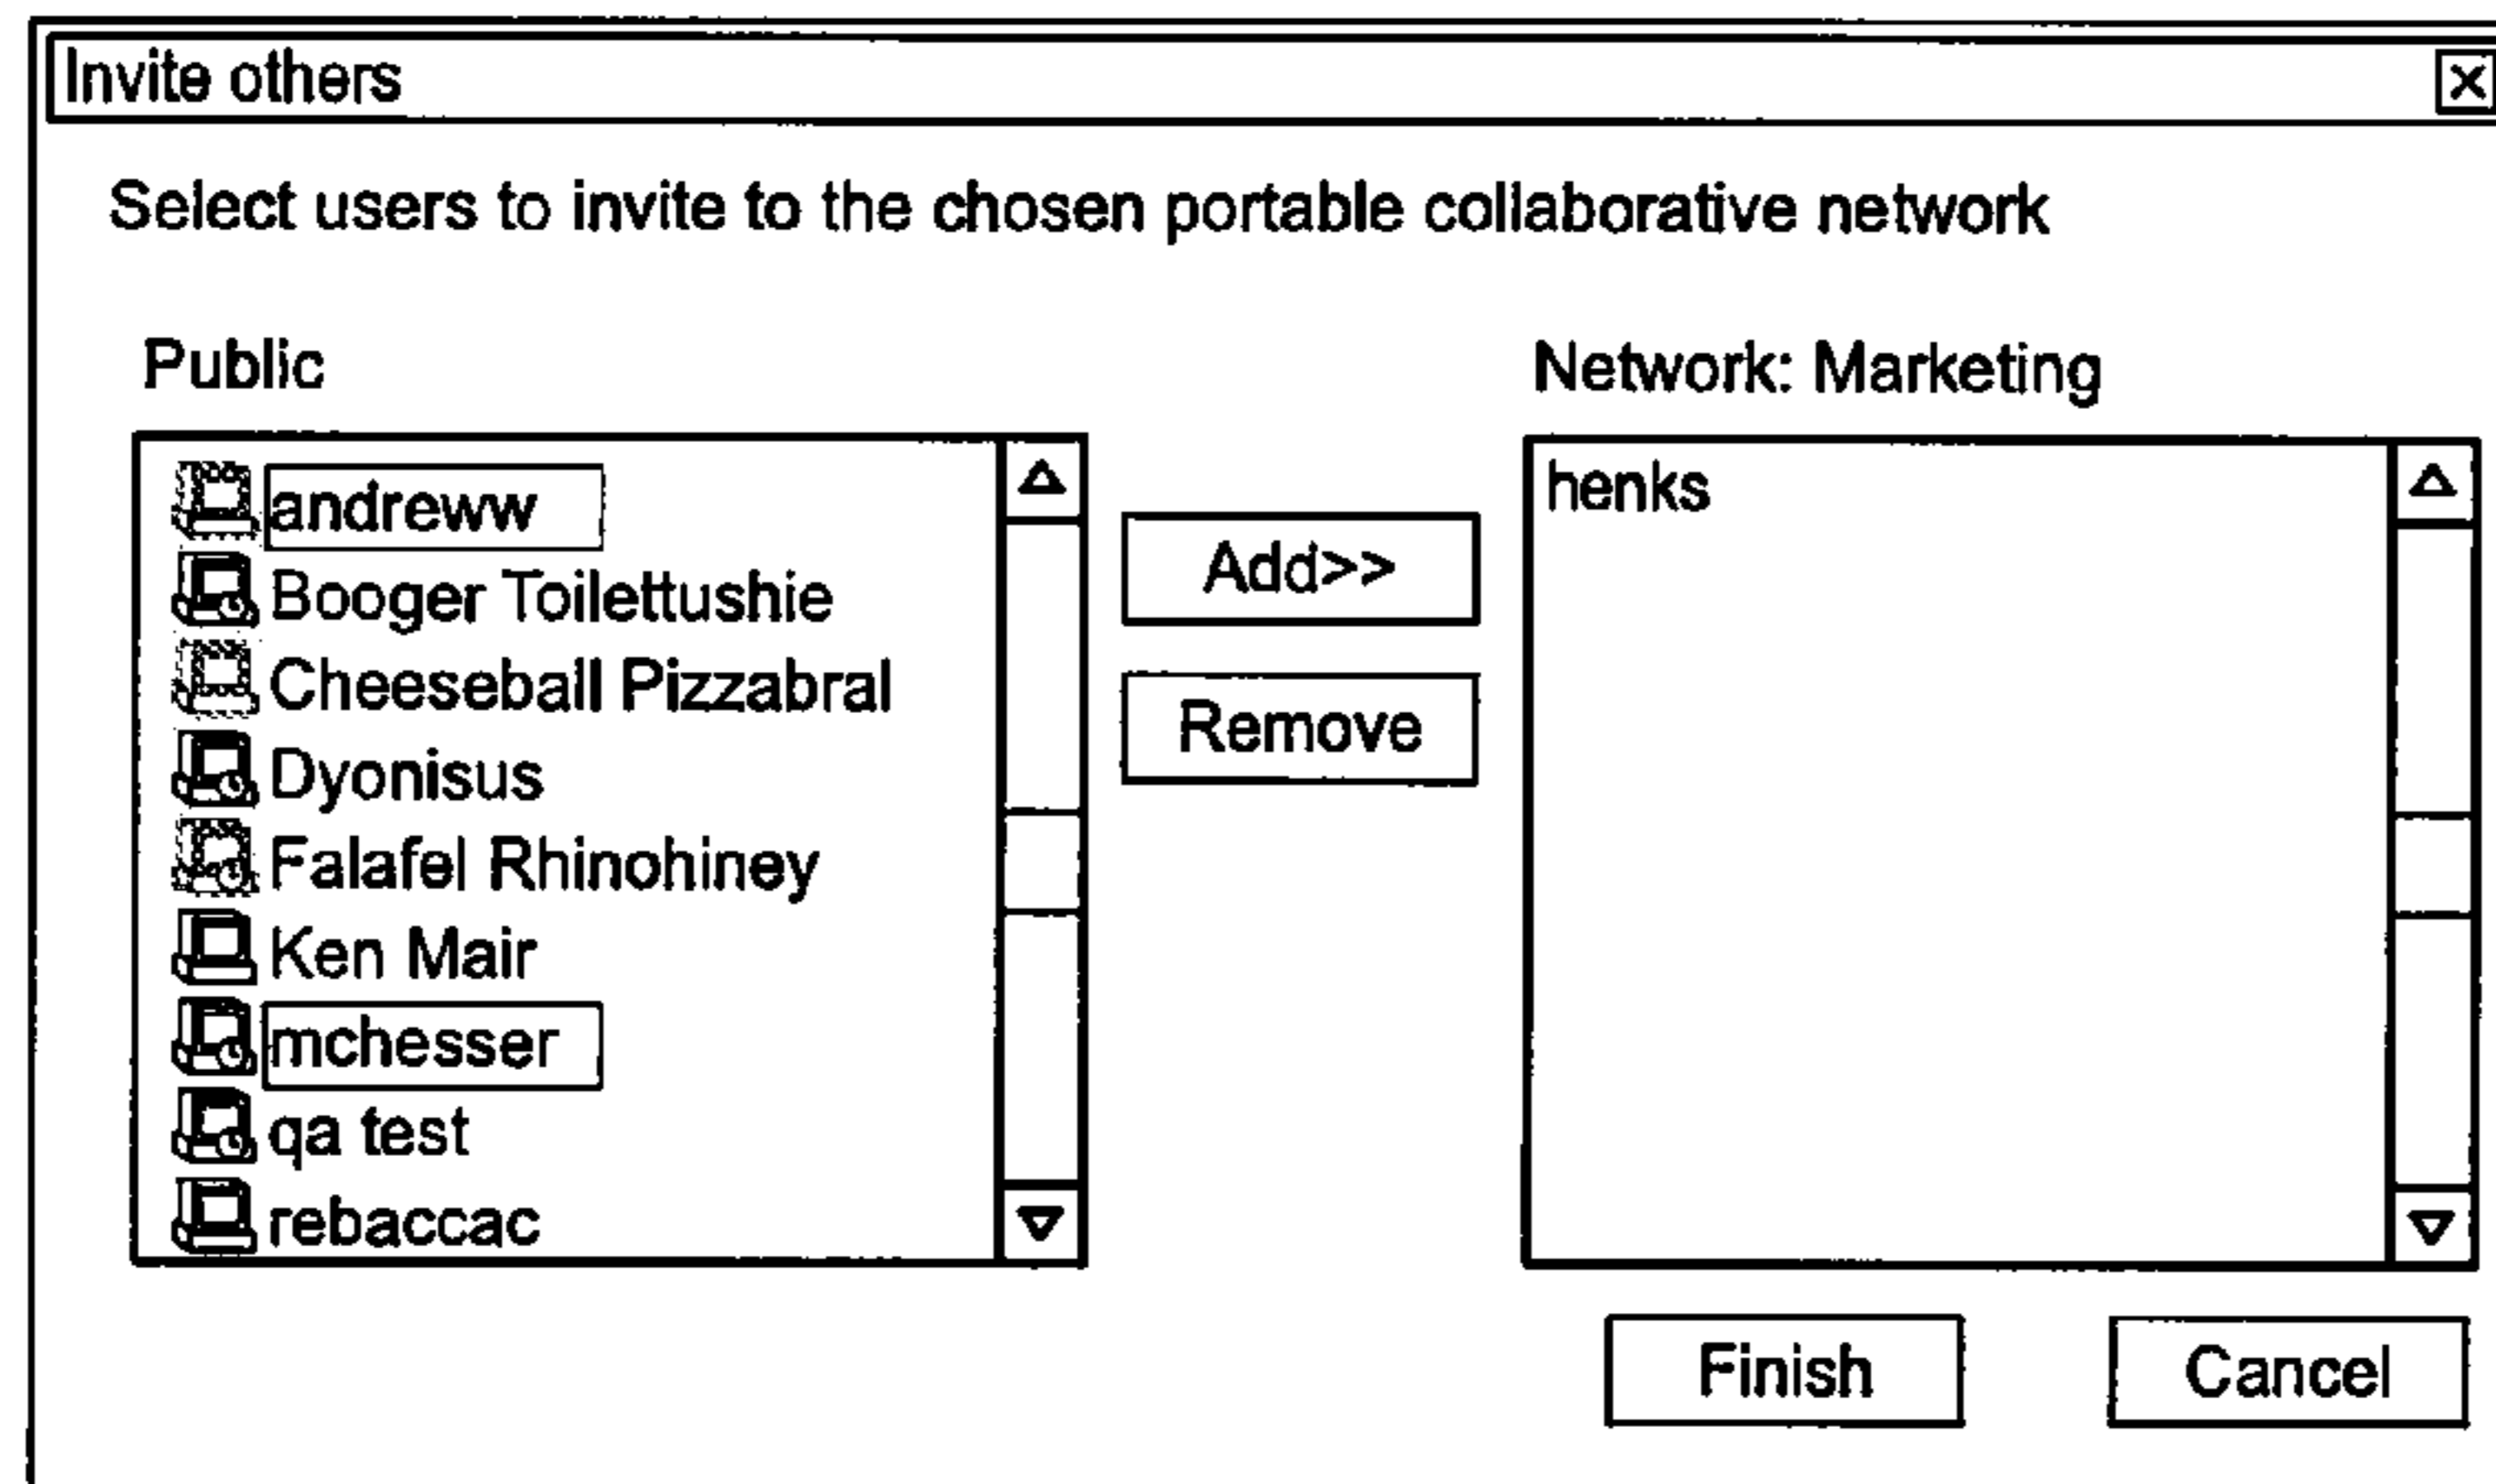 Invite others
Select users to invite to the chosen portable collaborative network
Public
andreww
Booger Toilettushie
Cheeseball Pizzabral
Dyonisus
Falafel Rhinohiney
Ken Mair
mchesser
qa test
rebaccac
Add>>
Remove
Network: Marketing
henks
Finish
Cancel